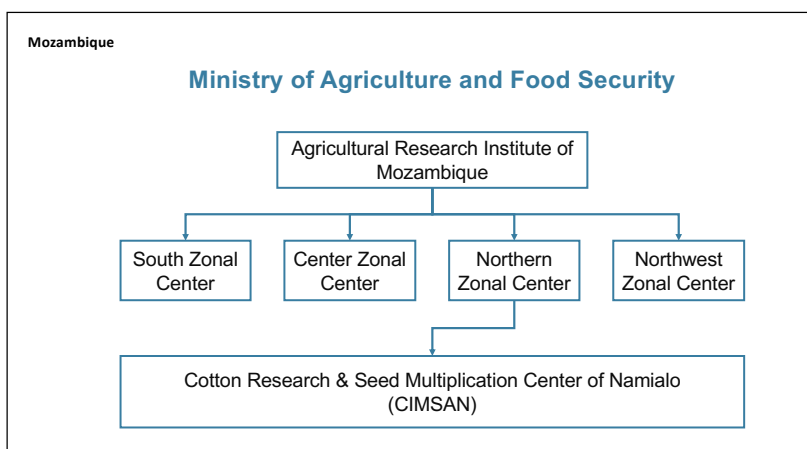 Mozambique
Ministry of Agriculture and Food Security
Agricultural Research Institute of
Mozambique
South Zonal
Center
Center Zonal
Center
Northern
Zonal Center
Northwest
Zonal Center
Cotton Research & Seed Multiplication Center of Namialo
(CIMSAN)